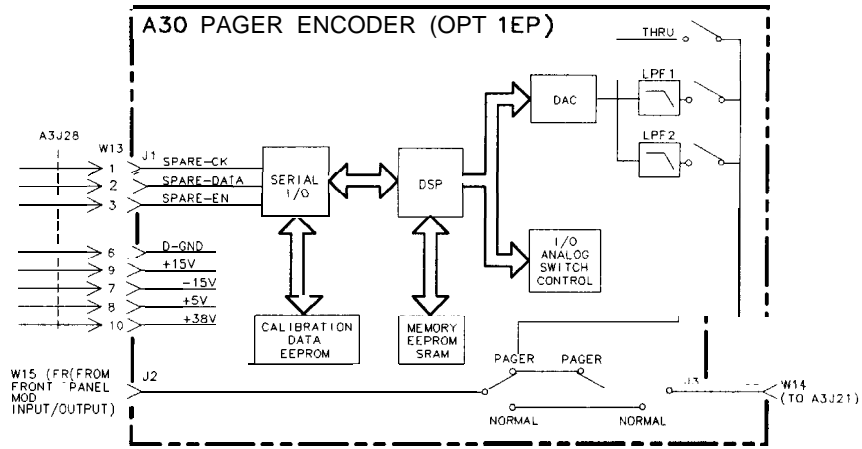 A30 PAGER ENCODER (OPT 1EP)
THRU
LPF1
DAC
LPF2
A3J28
W13
J1
1
SPARE-CK
2
SPARE-DATA
3
SPARE-EN
SERIAL
I/O
DSP
6
D-GND
9
+15V
7
-15V
8
+5V
10
+38V
I/O
ANALOG
SWITCH
CONTROL
CALIBRATION
DATA
EEPROM
MEMORY
EEPROM
SRAM
W15 (FR(FROM
FRONT PANEL
MOD
INPUT/OUTPUT)
J2
PAGER
PAGER
NORMAL
NORMAL
J3
W14
(TO A3J21)